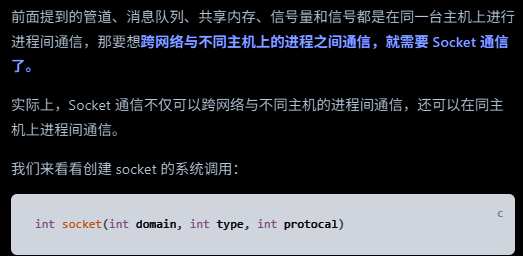 前面提到的管道、消息队列、共享内存、信号量和信号都是在同一台主机上进行
进程间通信，那要想跨网络与不同主机上的进程之间通信，就需要 Socket 通信
了。
实际上，Socket 通信不仅可以跨网络与不同主机的进程间通信，还可以在同主
机上进程间通信。
我们来看看创建 socket 的系统调用：
c
int socket(int domain, int type, int protocal)